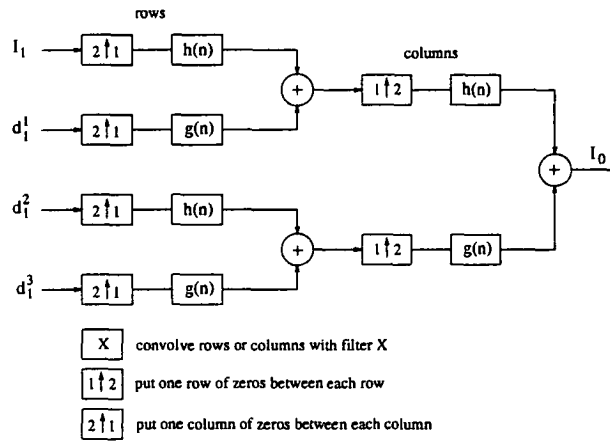 rows
I₁ 2↑1 h(n)
columns
+ 1↑2 h(n)
d₁¹ 2↑1 g(n)
+ I₀
d₁² 2↑1 h(n)
+ 1↑2 g(n)
d₁³ 2↑1 g(n)
X convolve rows or columns with filter X
1↑2 put one row of zeros between each row
2↑1 put one column of zeros between each column